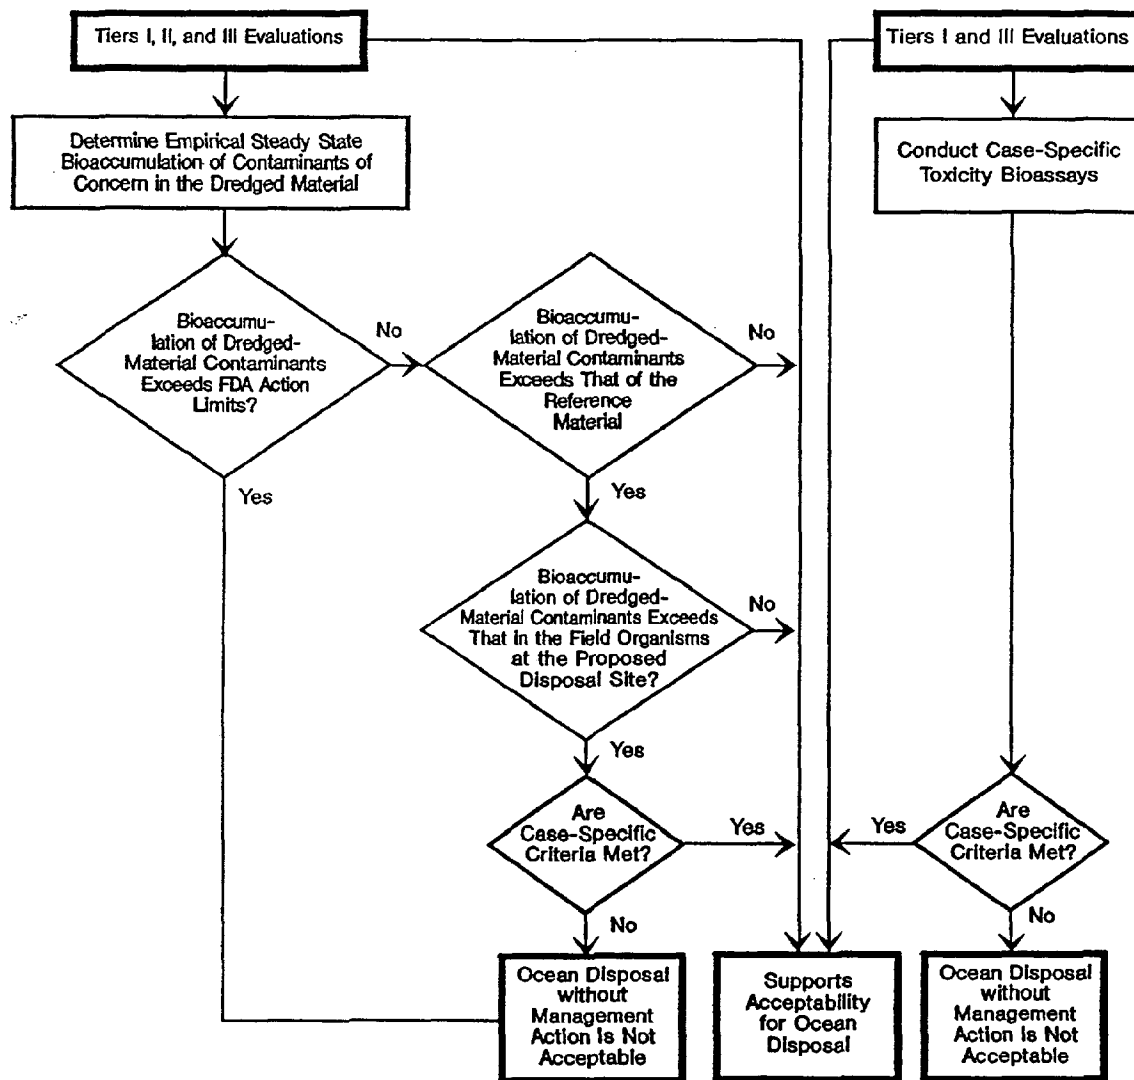 Tiers I, II, and III Evaluations
Tiers I and III Evaluations
Determine Empirical Steady State
Bioaccumulation of Contaminants of
Concern in the Dredged Material
Conduct Case-Specific
Toxicity Bioassays
Bioaccumu-
lation of Dredged-
Material Contaminants
Exceeds FDA Action
Limits?
No
Bioaccumu-
lation of Dredged-
Material Contaminants
Exceeds That of the
Reference
Material
No
Yes
Yes
Bioaccumu-
lation of Dredged-
Material Contaminants Exceeds
That in the Field Organisms
at the Proposed
Disposal Site?
No
Yes
Are
Case-Specific
Criteria Met?
Yes
Yes
Are
Case-Specific
Criteria Met?
No
No
Ocean Disposal
without
Management
Action Is Not
Acceptable
Supports
Acceptability
for Ocean
Disposal
Ocean Disposal
without
Management
Action Is Not
Acceptable